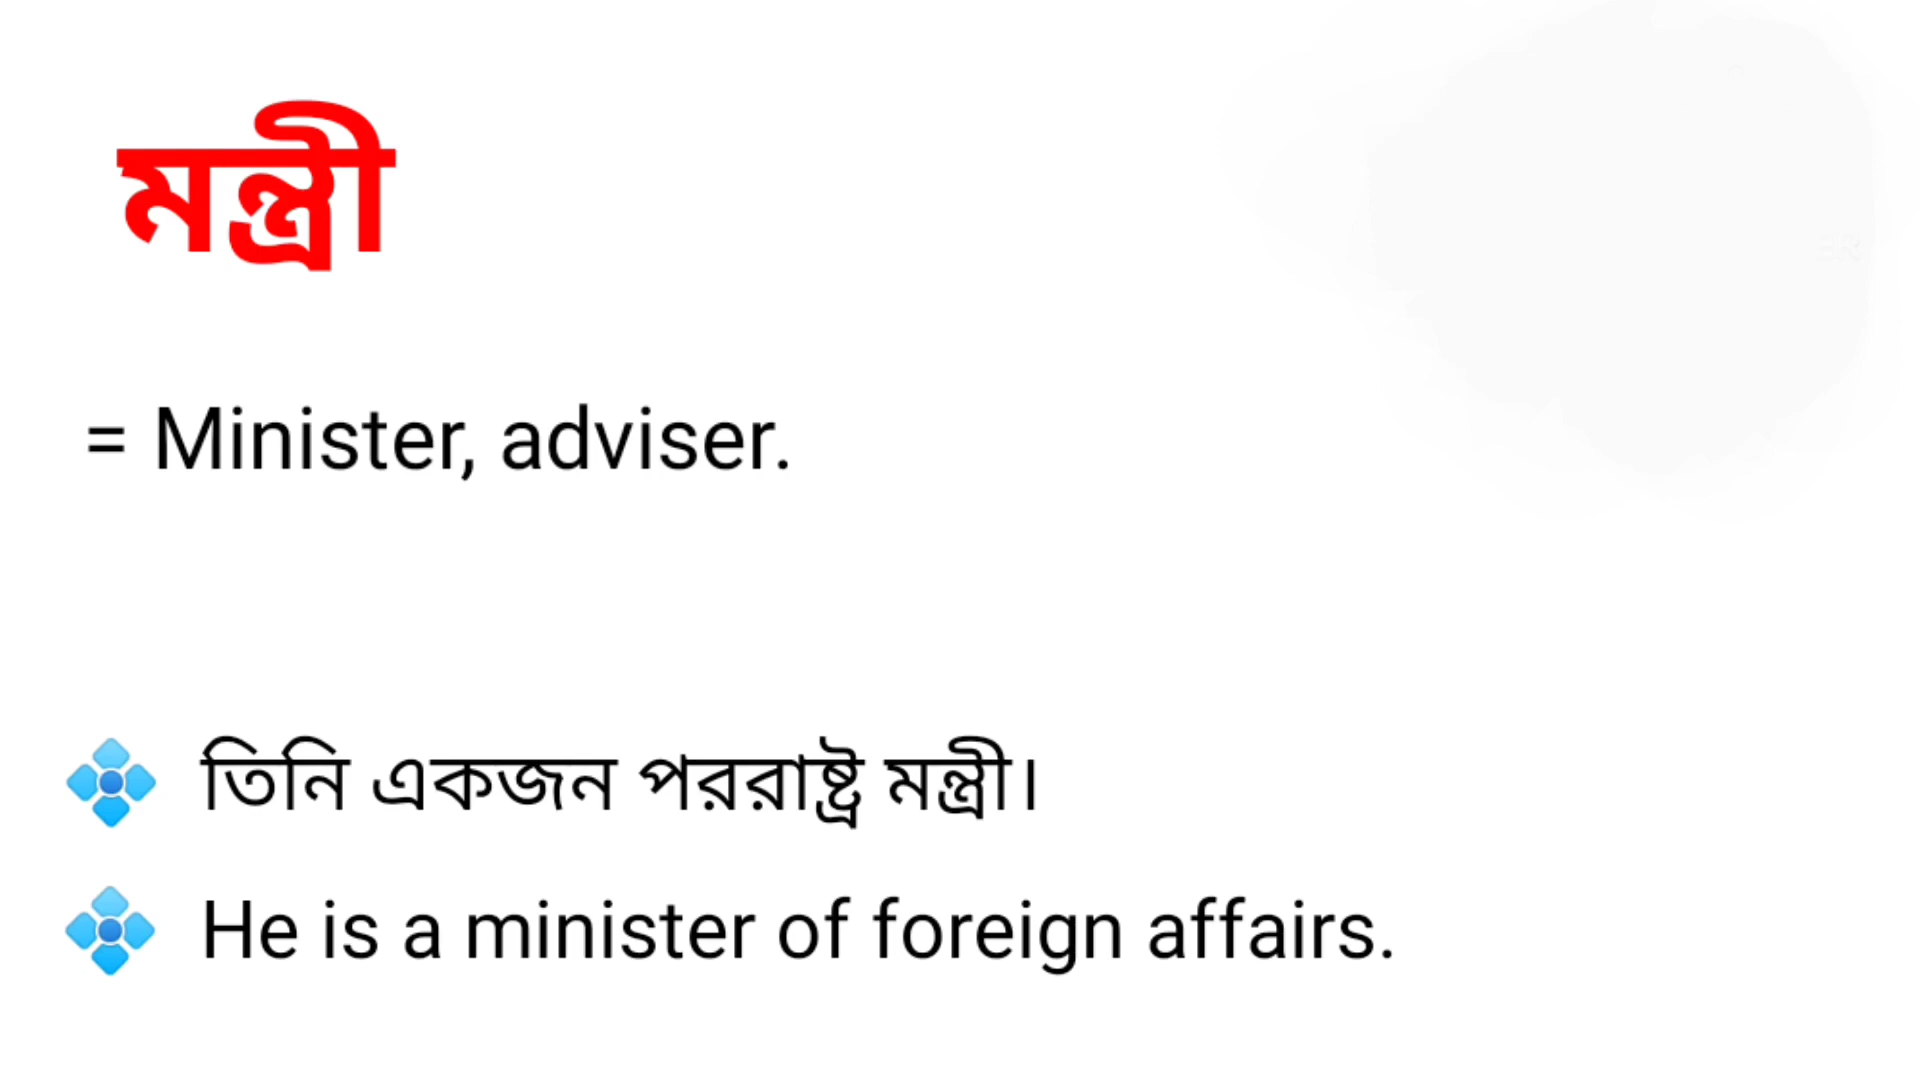 মন্ত্রী
= Minister, adviser.
তিনি একজন পররাষ্ট্র মন্ত্রী।
He is a minister of foreign affairs.